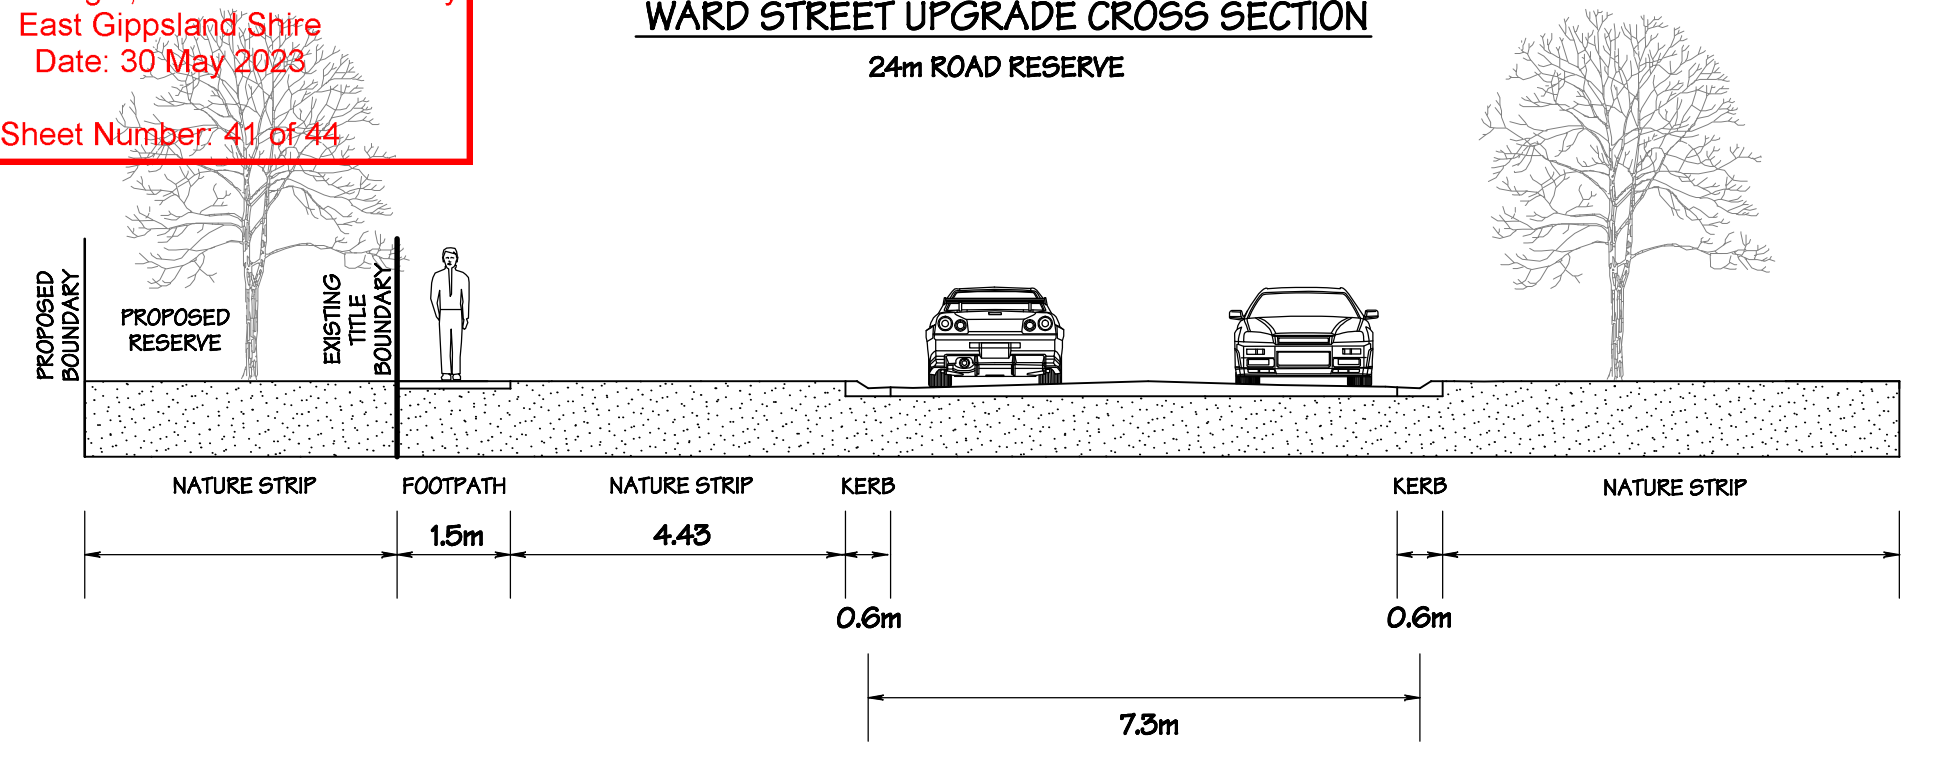 East Gippsland Shire
Date: 30 May 2023
Sheet Number: 41 of 44
WARD STREET UPGRADE CROSS SECTION
24m ROAD RESERVE
PROPOSED
BOUNDARY
PROPOSED
RESERVE
EXISTING
TITLE
BOUNDARY
NATURE STRIP
FOOTPATH
NATURE STRIP
KERB
KERB
NATURE STRIP
1.5m
4.43
0.6m
0.6m
7.3m